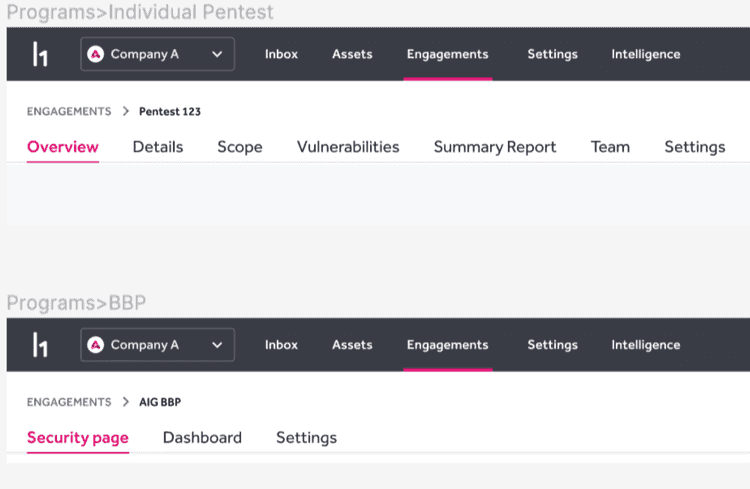 Programs>Individual Pentest
h1 A Company A Inbox Assets Engagements Settings Intelligence
ENGAGEMENTS > Pentest 123
Overview Details Scope Vulnerabilities Summary Report Team Settings
Programs>BBP
h1 A Company A Inbox Assets Engagements Settings Intelligence
ENGAGEMENTS > AIG BBP
Security page Dashboard Settings